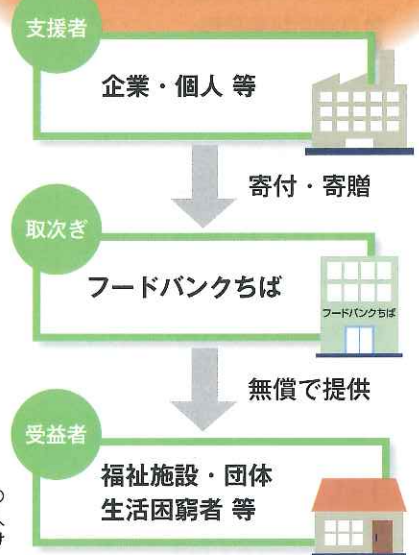 支援者
企業・個人 等
寄付・寄贈
取次ぎ
フードバンクちば
フードバンクちば
無償で提供
受益者
福祉施設・団体
生活困窮者 等